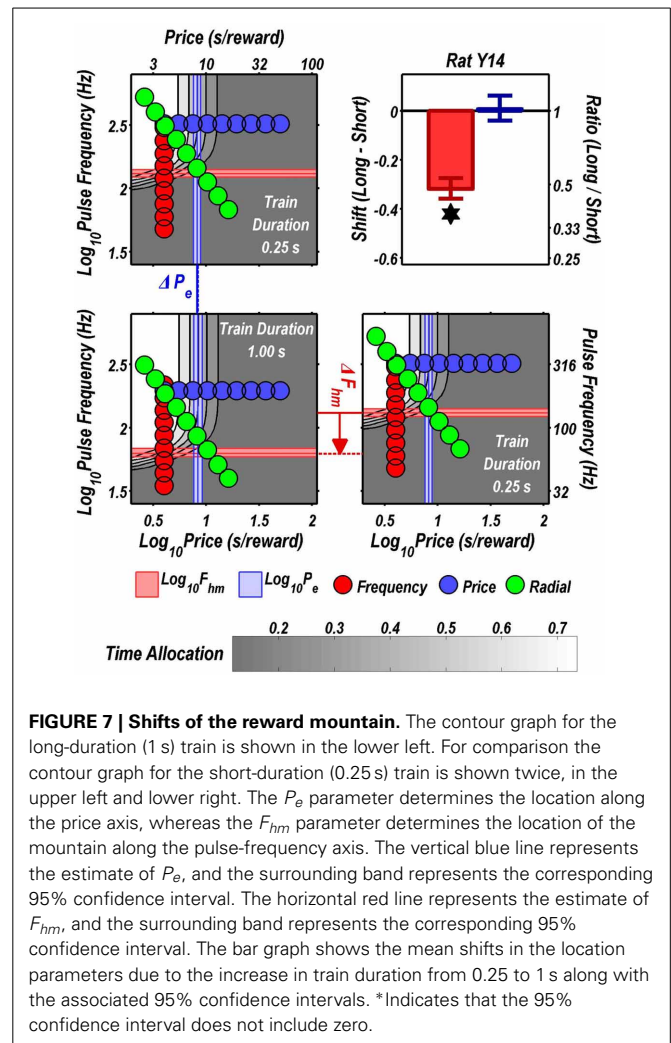 Price (s/reward)
3 10 32 100
Rat Y14
Log10Pulse Frequency (Hz)
2.5
2
1.5
Train
Duration
0.25 s
Shift (Long - Short)
0
-0.2
-0.4
-0.6
Ratio (Long / Short)
1
0.5
0.33
0.25
Δ Pe
Log10Pulse Frequency (Hz)
2.5
2
1.5
Train Duration
1.00 s
Δ Fhm
Train
Duration
0.25 s
Pulse Frequency
(Hz)
316
100
32
0.5 1 1.5 2
Log10Price (s/reward)
0.5 1 1.5 2
Log10Price (s/reward)
Log10Fhm Log10Pe Frequency Price Radial
0.2 0.3 0.4 0.5 0.6 0.7
Time Allocation
FIGURE 7 | Shifts of the reward mountain. The contour graph for the
long-duration (1 s) train is shown in the lower left. For comparison the
contour graph for the short-duration (0.25 s) train is shown twice, in the
upper left and lower right. The Pe parameter determines the location along
the price axis, whereas the Fhm parameter determines the location of the
mountain along the pulse-frequency axis. The vertical blue line represents
the estimate of Pe, and the surrounding band represents the corresponding
95% confidence interval. The horizontal red line represents the estimate of
Fhm, and the surrounding band represents the corresponding 95%
confidence interval. The bar graph shows the mean shifts in the location
parameters due to the increase in train duration from 0.25 to 1 s along with
the associated 95% confidence intervals. *Indicates that the 95%
confidence interval does not include zero.